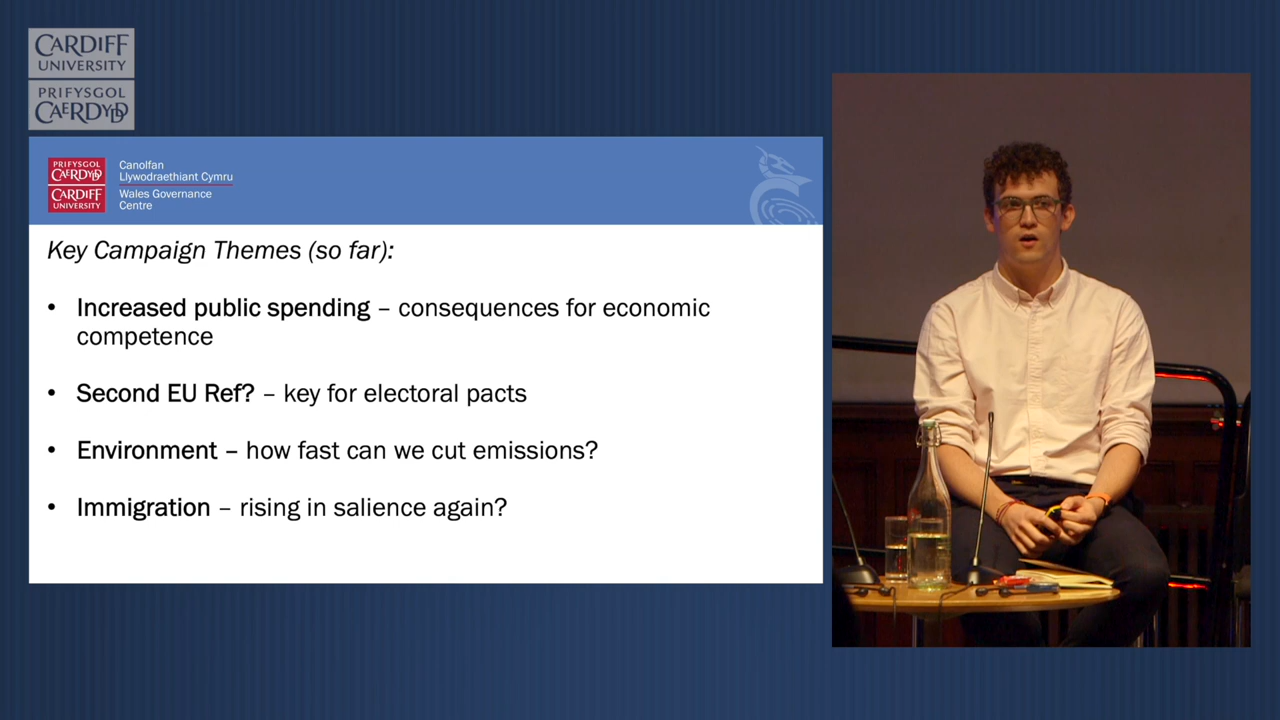 CARDIFF
UNIVERSITY
PRIFYSGOL
CAERDYDD
PRIFYSGOL
CAERDYDD
CARDIFF
UNIVERSITY
Canolfan
Llywodraethiant Cymru
Wales Governance
Centre
Key Campaign Themes (so far):
• Increased public spending – consequences for economic
competence
• Second EU Ref? – key for electoral pacts
• Environment – how fast can we cut emissions?
• Immigration – rising in salience again?